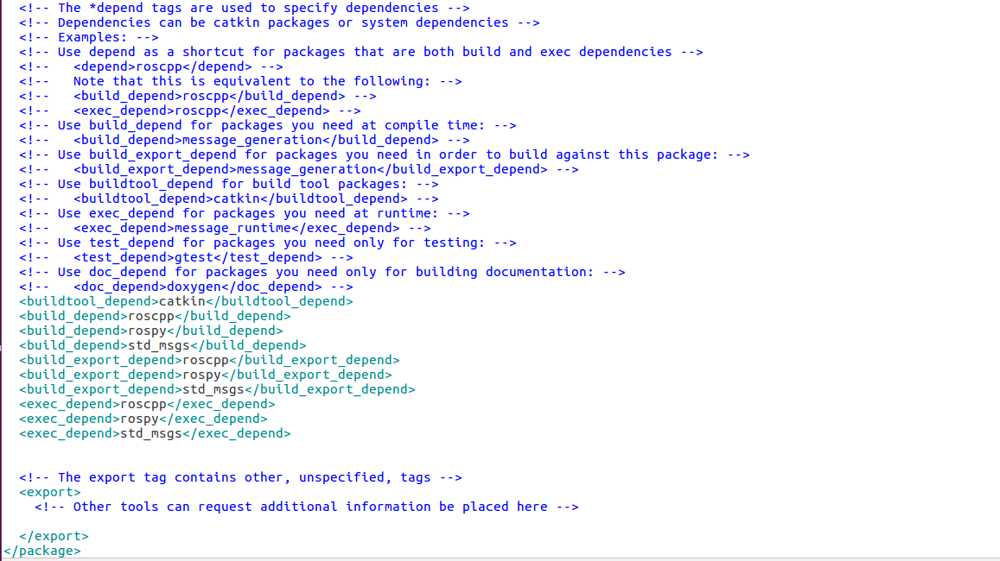 <!-- The *depend tags are used to specify dependencies -->
<!-- Dependencies can be catkin packages or system dependencies -->
<!-- Examples: -->
<!-- Use depend as a shortcut for packages that are both build and exec dependencies -->
<!--   <depend>roscpp</depend> -->
<!--   Note that this is equivalent to the following: -->
<!--   <build_depend>roscpp</build_depend> -->
<!--   <exec_depend>roscpp</exec_depend> -->
<!-- Use build_depend for packages you need at compile time: -->
<!--   <build_depend>message_generation</build_depend> -->
<!-- Use build_export_depend for packages you need in order to build against this package: -->
<!--   <build_export_depend>message_generation</build_export_depend> -->
<!-- Use buildtool_depend for build tool packages: -->
<!--   <buildtool_depend>catkin</buildtool_depend> -->
<!-- Use exec_depend for packages you need at runtime: -->
<!--   <exec_depend>message_runtime</exec_depend> -->
<!-- Use test_depend for packages you need only for testing: -->
<!--   <test_depend>gtest</test_depend> -->
<!-- Use doc_depend for packages you need only for building documentation: -->
<!--   <doc_depend>doxygen</doc_depend> -->
<buildtool_depend>catkin</buildtool_depend>
<build_depend>roscpp</build_depend>
<build_depend>rospy</build_depend>
<build_depend>std_msgs</build_depend>
<build_export_depend>roscpp</build_export_depend>
<build_export_depend>rospy</build_export_depend>
<build_export_depend>std_msgs</build_export_depend>
<exec_depend>roscpp</exec_depend>
<exec_depend>rospy</exec_depend>
<exec_depend>std_msgs</exec_depend>
<!-- The export tag contains other, unspecified, tags -->
<export>
<!-- Other tools can request additional information be placed here -->
</export>
</package>